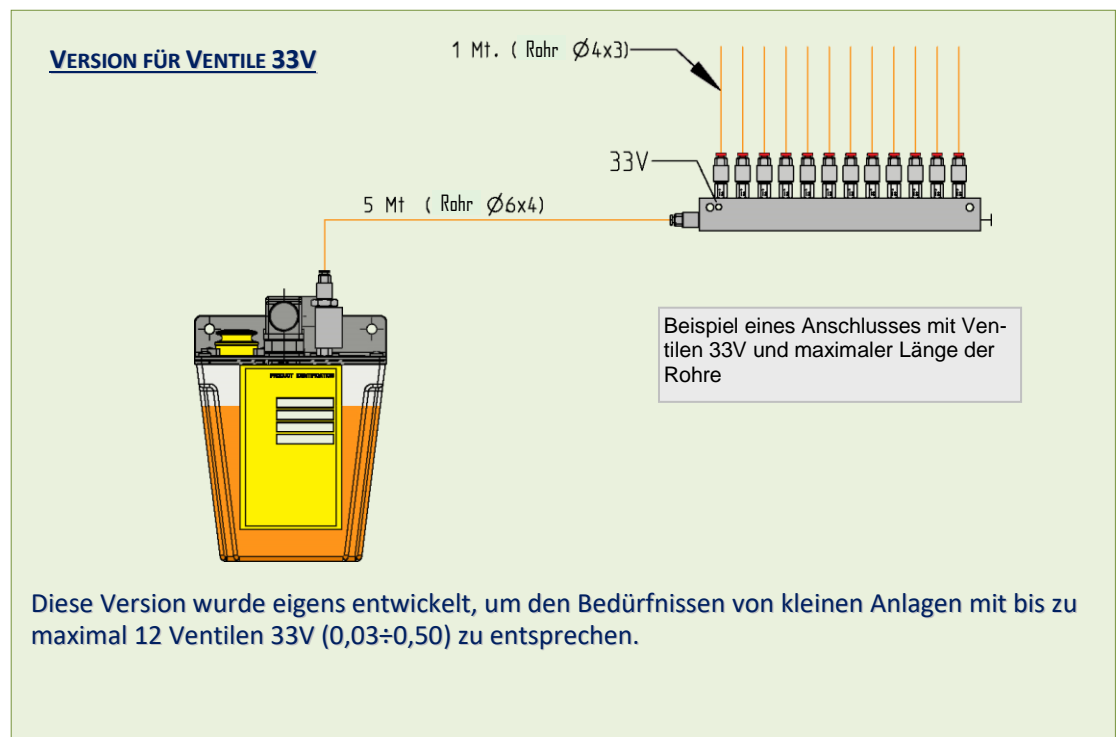 VERSION FÜR VENTILE 33V
1 Mt. ( Rohr Ø4x3)
33V
5 Mt ( Rohr Ø6x4)
Beispiel eines Anschlusses mit Ven-
tilen 33V und maximaler Länge der
Rohre
PRODUCT IDENTIFICATION
Diese Version wurde eigens entwickelt, um den Bedürfnissen von kleinen Anlagen mit bis zu
maximal 12 Ventilen 33V (0,03÷0,50) zu entsprechen.